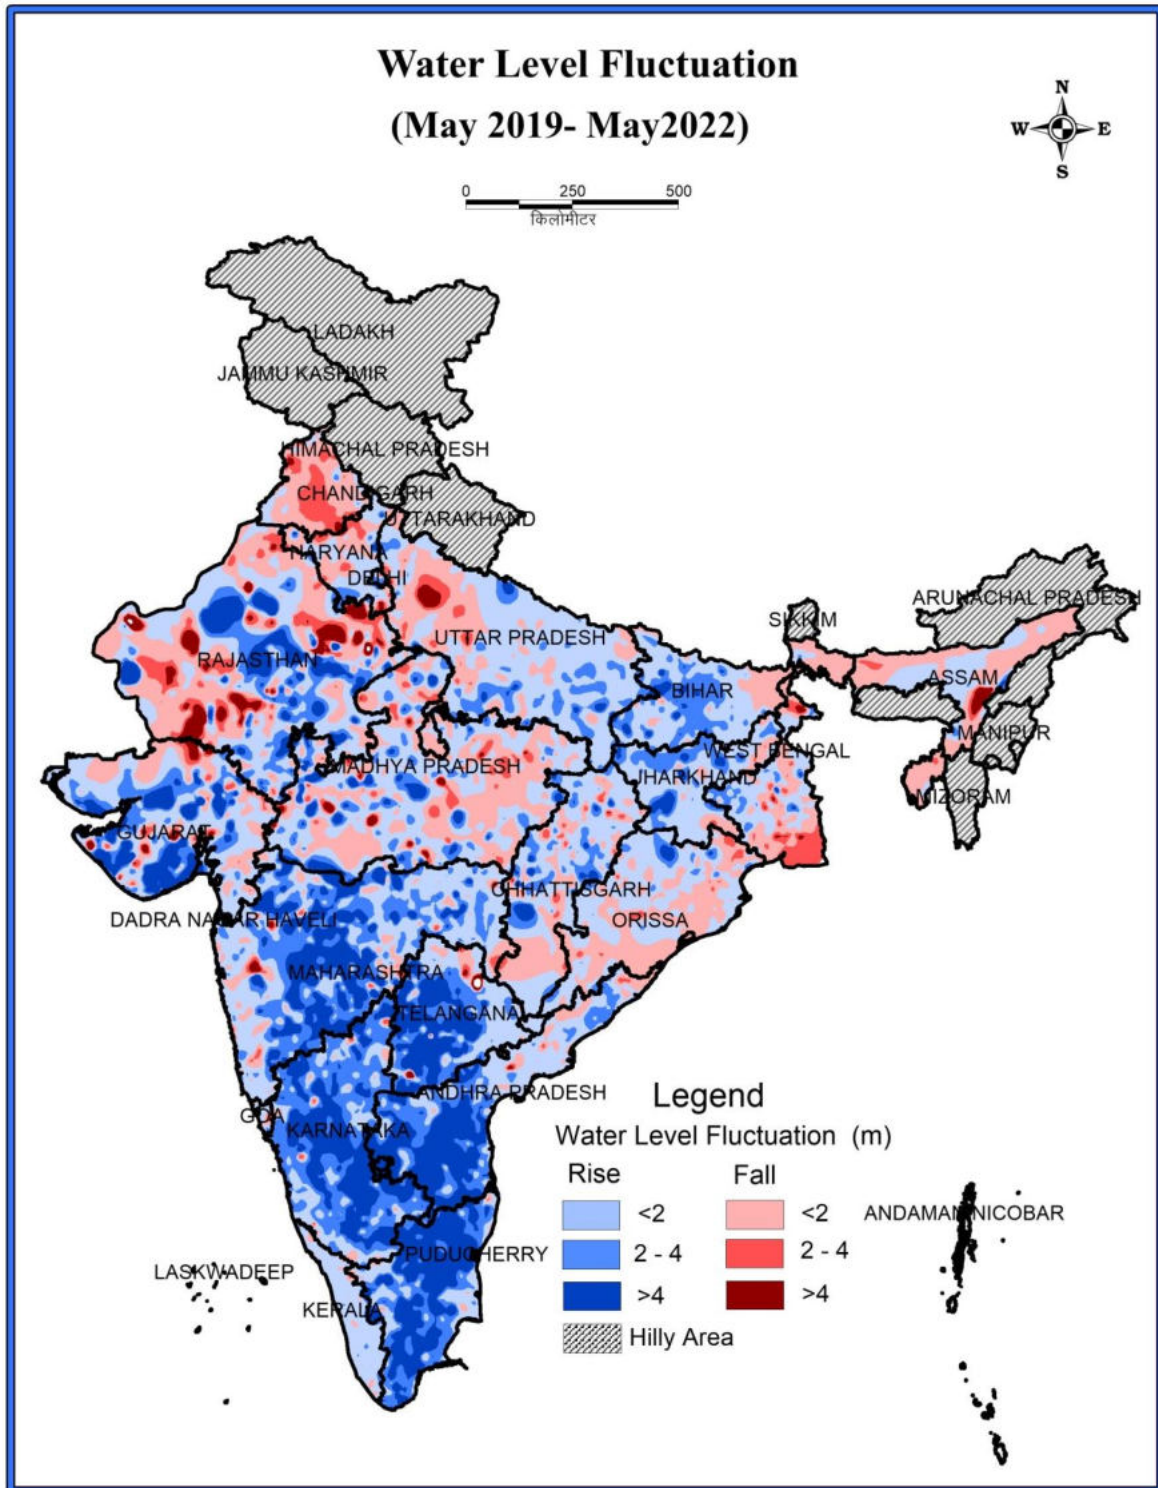 Water Level Fluctuation
(May 2019- May2022)
N
W E
S
0 250 500
किलोमीटर
LADAKH
JAMMU KASHMIR
HIMACHAL PRADESH
CHANDIGARH
UTTARAKHAND
NARYANA
DELHI
ARUNACHAL PRADESH
SIKKIM
UTTAR PRADESH
RAJASTHAN
ASSAM
BIHAR
MANIPUR
WEST BENGAL
MADHYA PRADESH
JHARKHAND
MIZORAM
GUJARAT
CHHATTISGARH
DADRA NAGAR HAVELI
ORISSA
MAHARASHTRA
TELANGANA
ANDHRA PRADESH
GOA
KARNATAKA
Legend
Water Level Fluctuation (m)
Rise Fall
<2 <2
2 - 4 2 - 4
>4 >4
Hilly Area
ANDAMAN NICOBAR
PUDUCHERRY
LASKWADEEP
KERALA